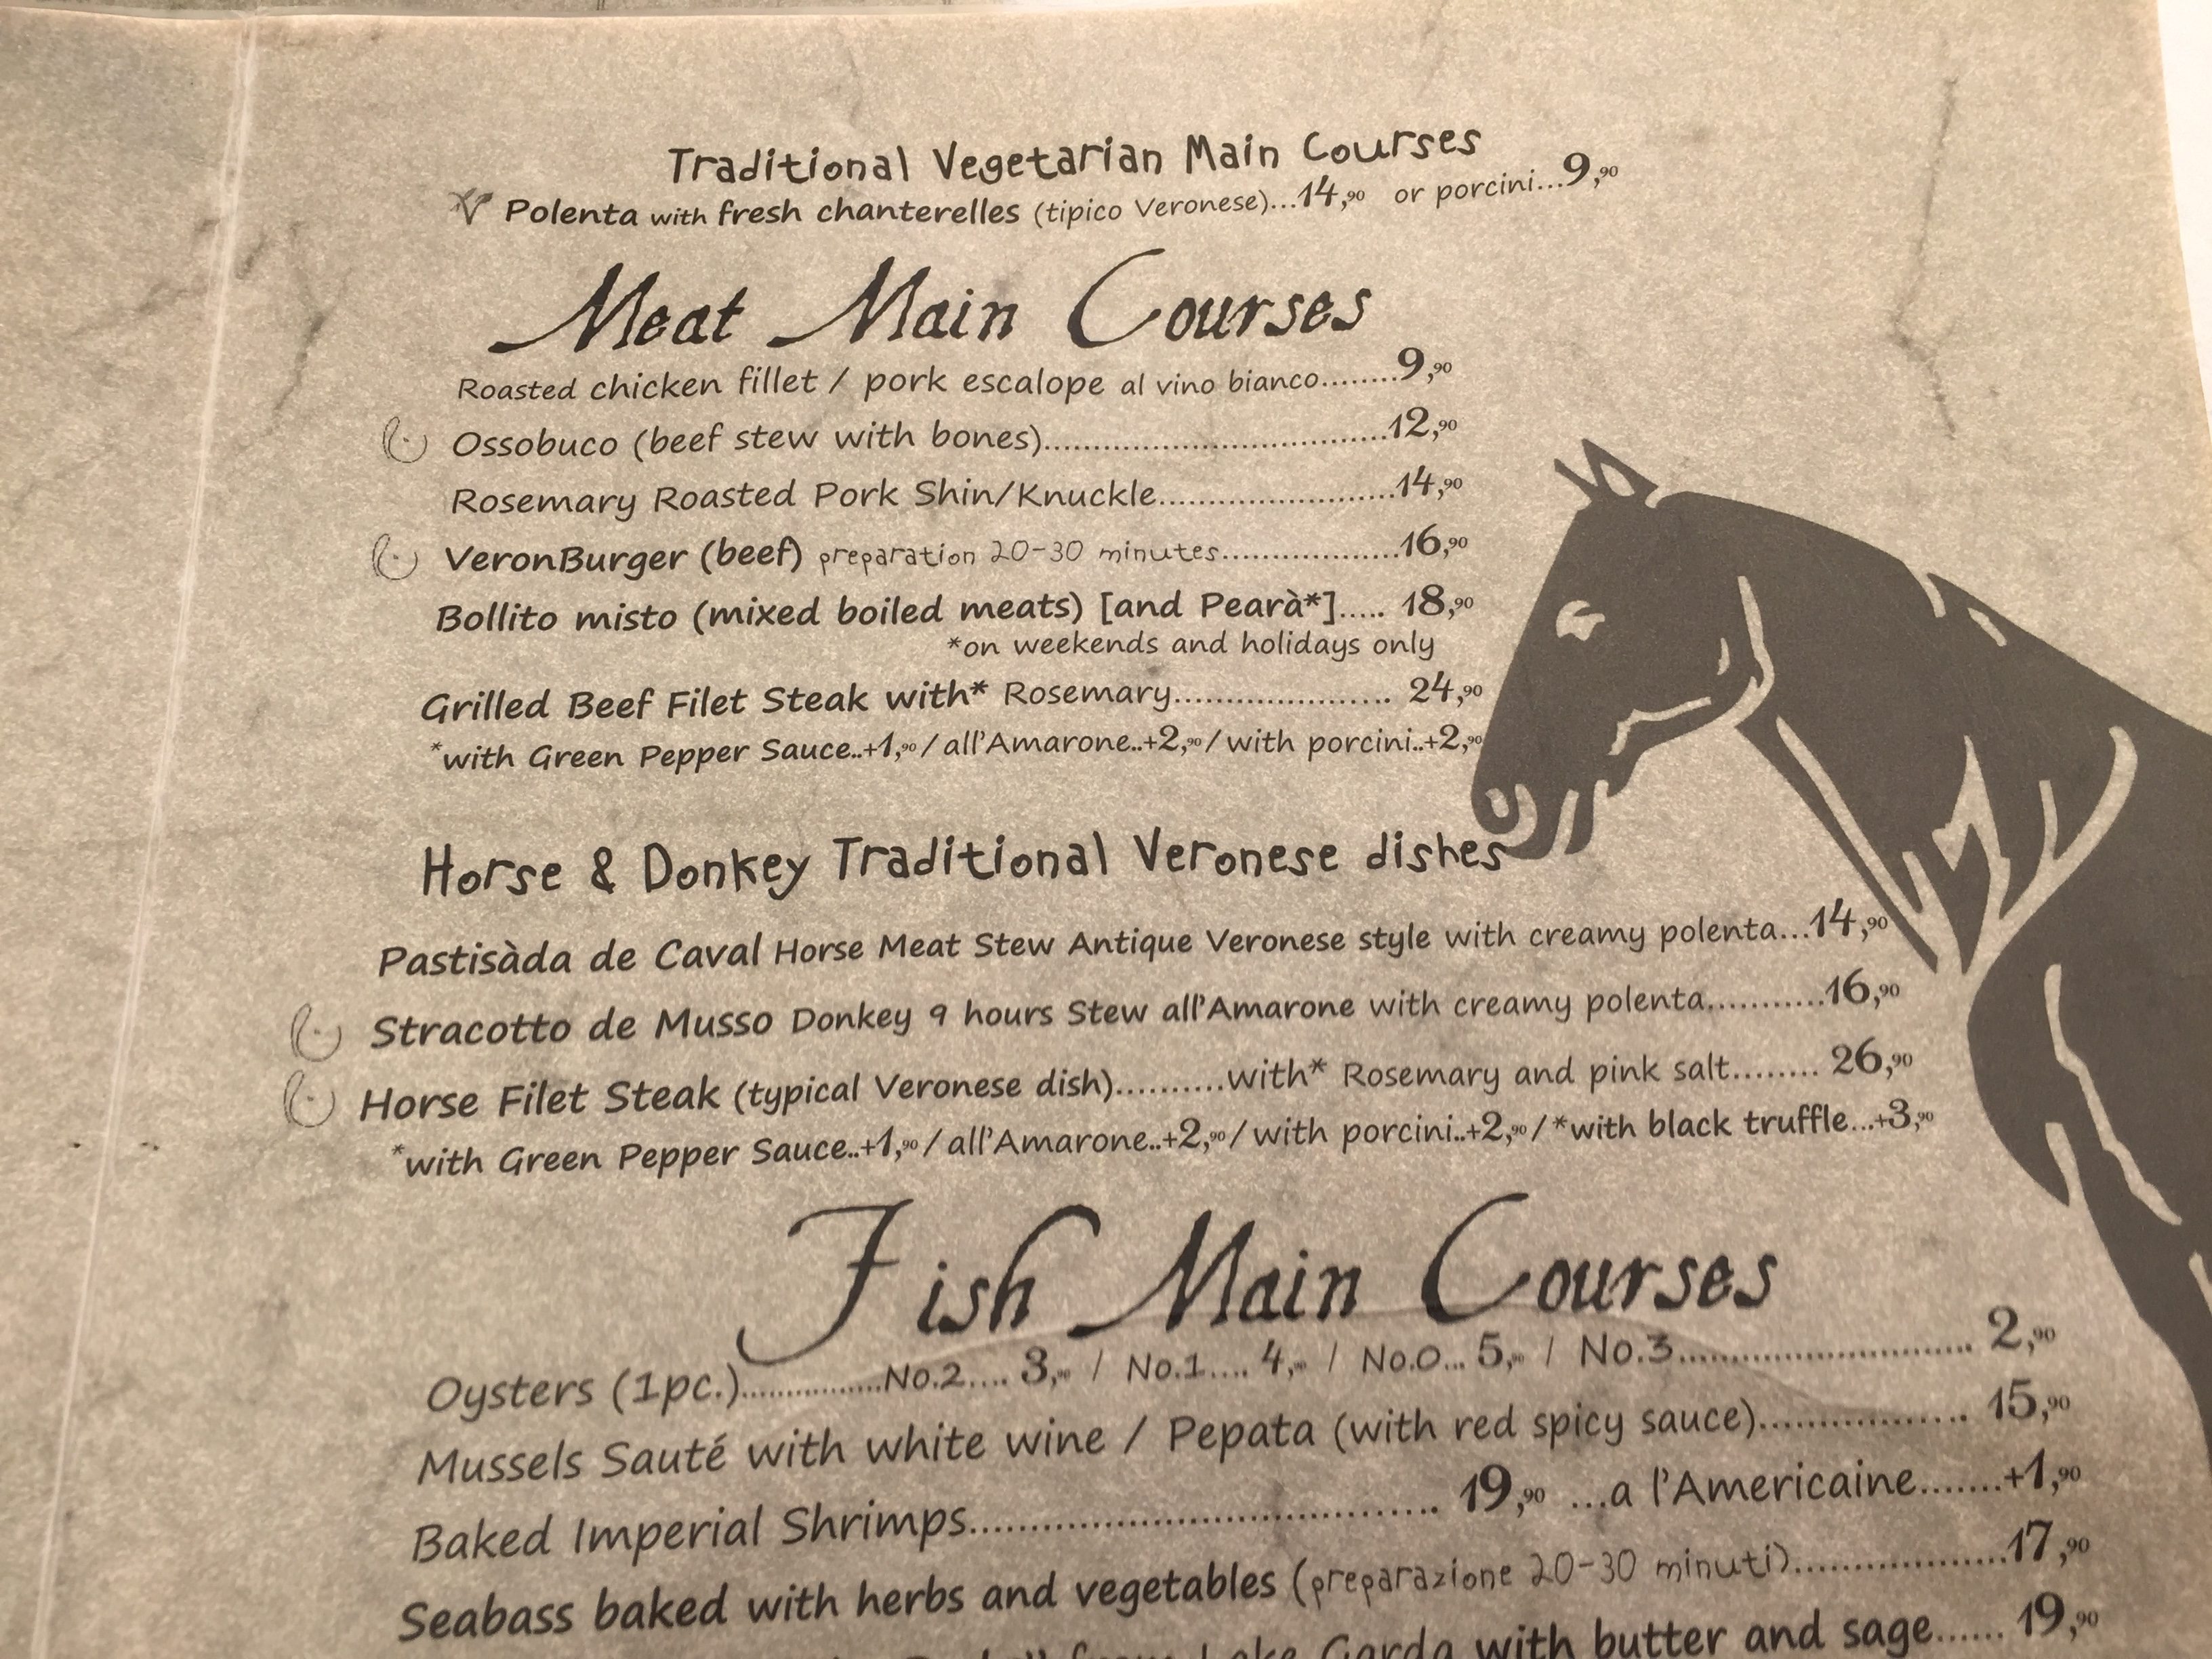 Traditional Vegetarian Main Courses
Polenta with fresh chanterelles (tipico Veronese)...14,90 or porcini...9,90
Meat Main Courses
Roasted chicken fillet / pork escalope al vino bianco........9,90
Ossobuco (beef stew with bones)....................................12,90
Rosemary Roasted Pork Shin/Knuckle.........................14,90
VeronBurger (beef) preparation 20-30 minutes..................16,90
Bollito misto (mixed boiled meats) [and Pearà*]..... 18,90
*on weekends and holidays only
Grilled Beef Filet Steak with* Rosemary...................... 24,90
*with Green Pepper Sauce..+1,90/all'Amarone..+2,90/with porcini..+2,90
Horse & Donkey Traditional Veronese dishes
Pastisàda de Caval Horse Meat Stew Antique Veronese style with creamy polenta...14,90
Stracotto de Musso Donkey 9 hours Stew all'Amarone with creamy polenta...........16,90
Horse Filet Steak (typical Veronese dish)..........with* Rosemary and pink salt........ 26,90
*with Green Pepper Sauce..+1,90/all'Amarone..+2,90/with porcini..+2,90/*with black truffle...+3,90
Fish Main Courses
Oysters (1pc.)...............No.2.... 3,- / No.1.... 4,- / No.0... 5,- / No.3............................ 2,90
Mussels Sauté with white wine / Pepata (with red spicy sauce)................. 15,90
Baked Imperial Shrimps....................................... 19,90 ...a l'Americaine.......+1,90
Seabass baked with herbs and vegetables (preparazione 20-30 minuti)..................17,90
from Lake Garda with butter and sage...... 19,90